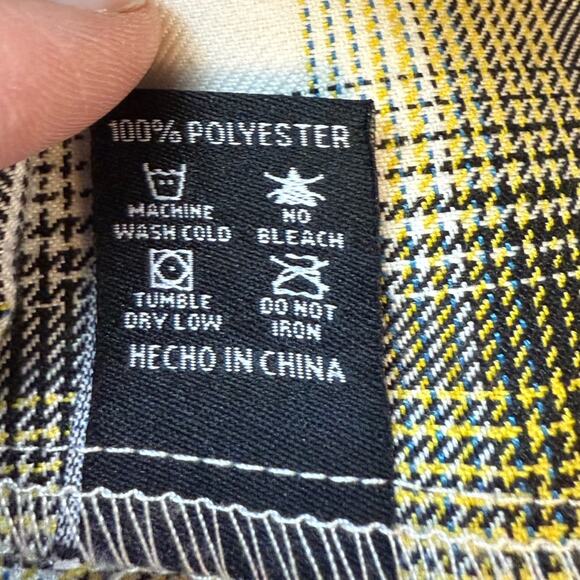 100% POLYESTER
MACHINE
WASH COLD
NO
BLEACH
TUMBLE
DRY LOW
DO NOT
IRON
HECHO IN CHINA